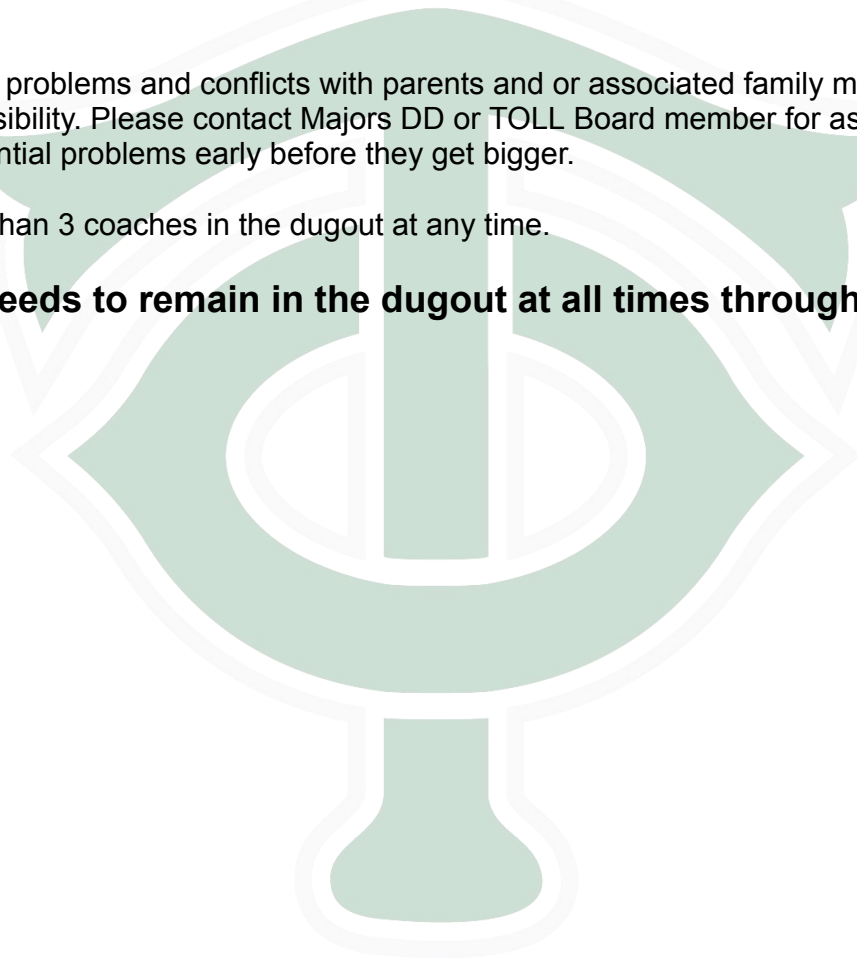 problems and conflicts with parents and or associated family m
sibility. Please contact Majors DD or TOLL Board member for as
ntial problems early before they get bigger.
han 3 coaches in the dugout at any time.
eeds to remain in the dugout at all times through